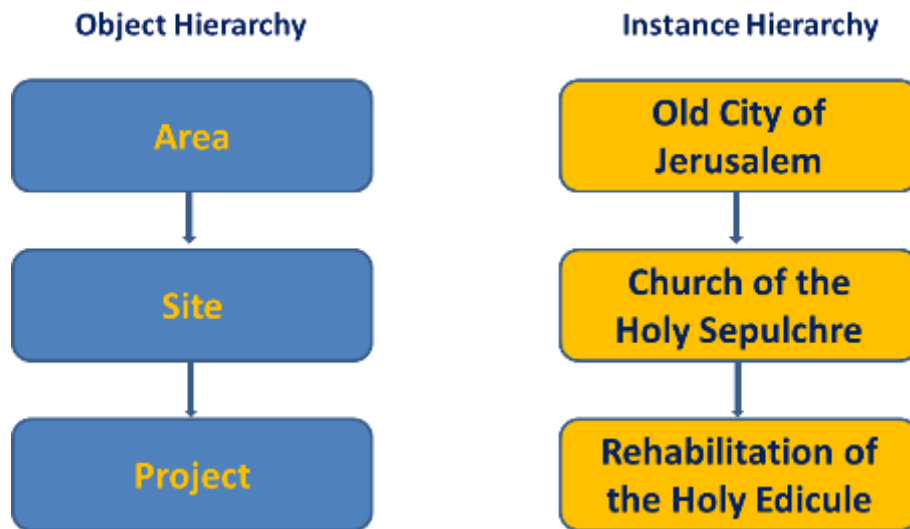 Object Hierarchy
Area
Site
Project
Instance Hierarchy
Old City of
Jerusalem
Church of the
Holy Sepulchre
Rehabilitation of
the Holy Edicule